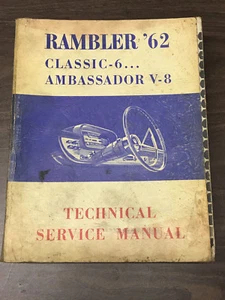 RAMBLER '62
CLASSIC-6...
AMBASSADOR V-8
TECHNICAL
SERVICE MANUAL